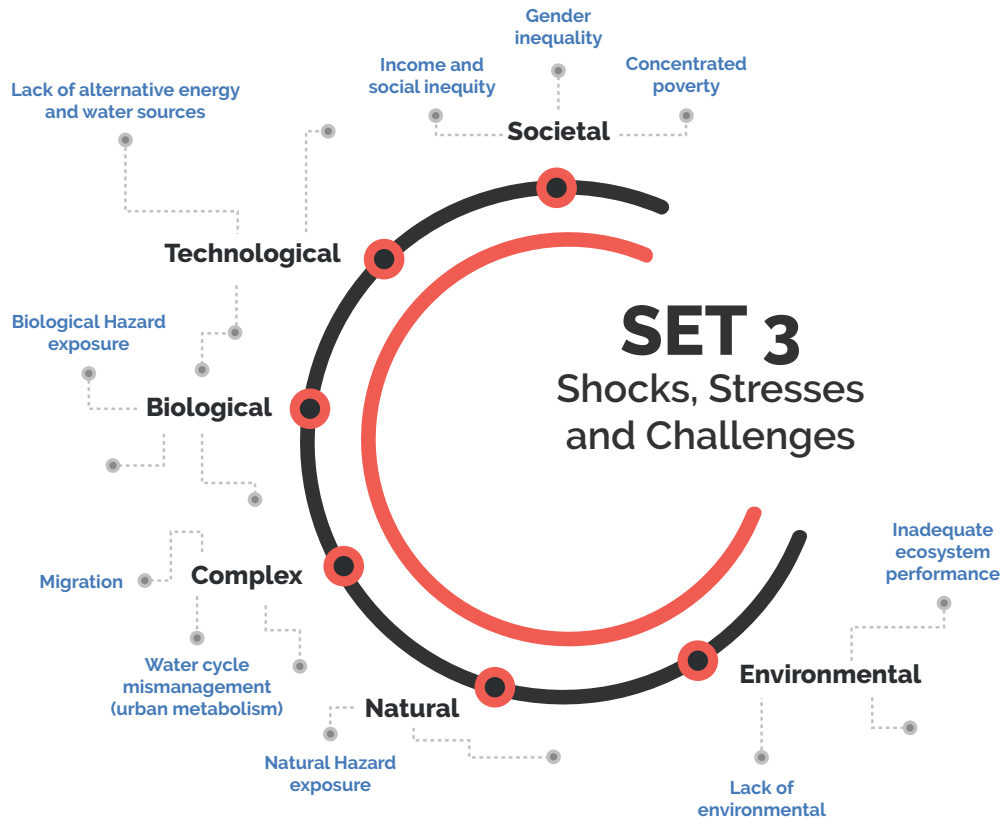 Gender
inequality
Income and
social inequity
Concentrated
poverty
Lack of alternative energy
and water sources
Societal
Technological
Biological Hazard
exposure
SET 3
Shocks, Stresses
and Challenges
Biological
Inadequate
ecosystem
performance
Complex
Migration
Water cycle
mismanagement
(urban metabolism)
Environmental
Natural
Natural Hazard
exposure
Lack of
environmental